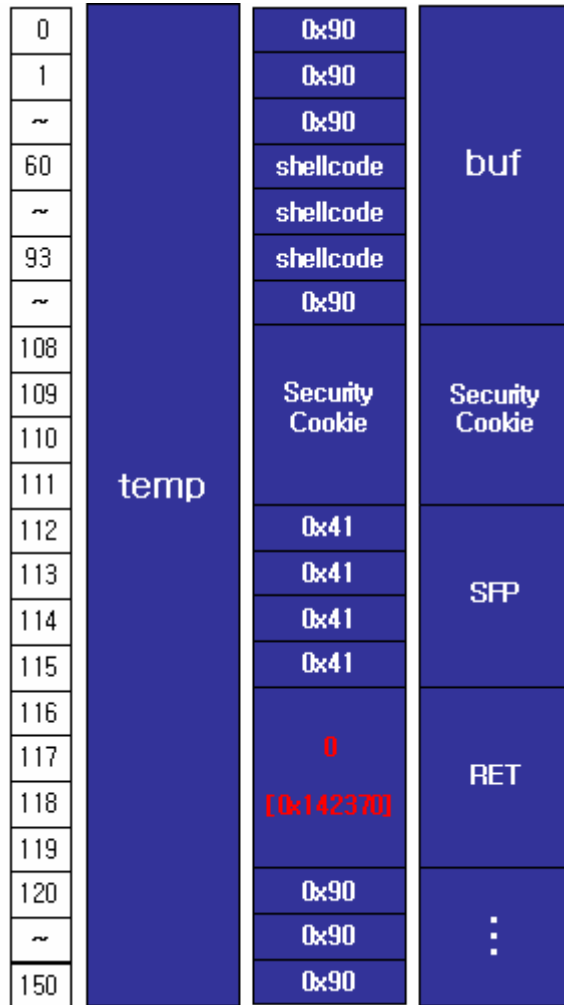 0 0x90
1 0x90
~ 0x90
60 shellcode buf
~ shellcode
93 shellcode
~ 0x90
108
109 Security Security
110 Cookie Cookie
111 temp
112 0x41
113 0x41 SFP
114 0x41
115 0x41
116
117 0 RET
118 [0x142370]
119
120 0x90
~ 0x90 ⋮
150 0x90